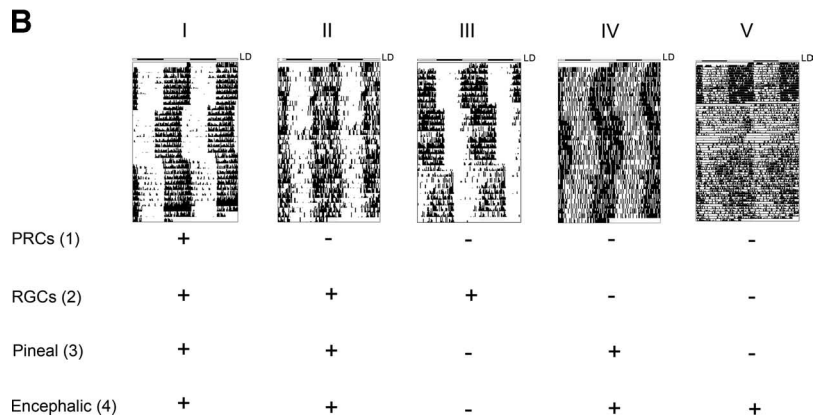 B
I II III IV V
LD LD LD LD LD
PRCs (1) + - - - -
RGCs (2) + + + - -
Pineal (3) + + - + -
Encephalic (4) + + - + +